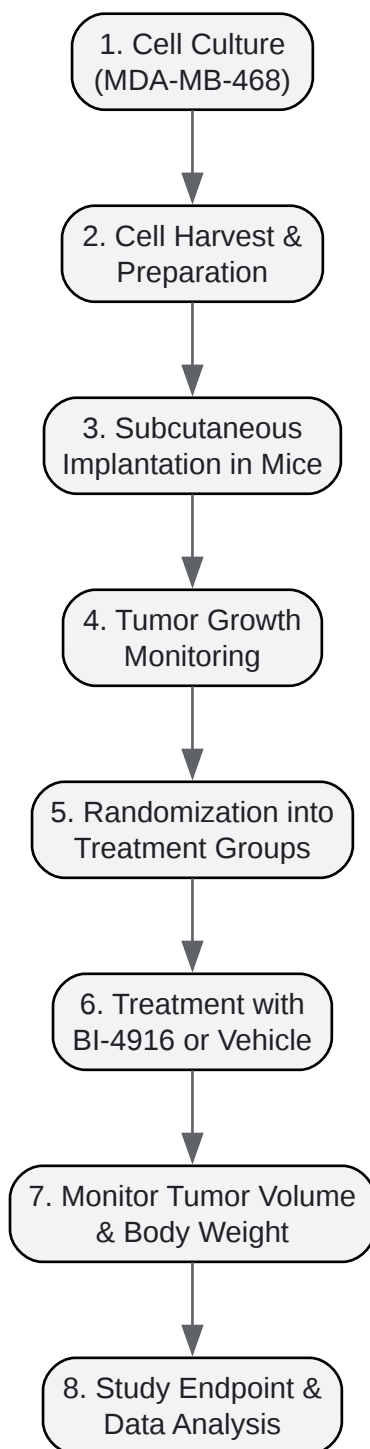 1. Cell Culture
(MDA-MB-468)
2. Cell Harvest &
Preparation
3. Subcutaneous
Implantation in Mice
4. Tumor Growth
Monitoring
5. Randomization into
Treatment Groups
6. Treatment with
BI-4916 or Vehicle
7. Monitor Tumor Volume
& Body Weight
8. Study Endpoint &
Data Analysis